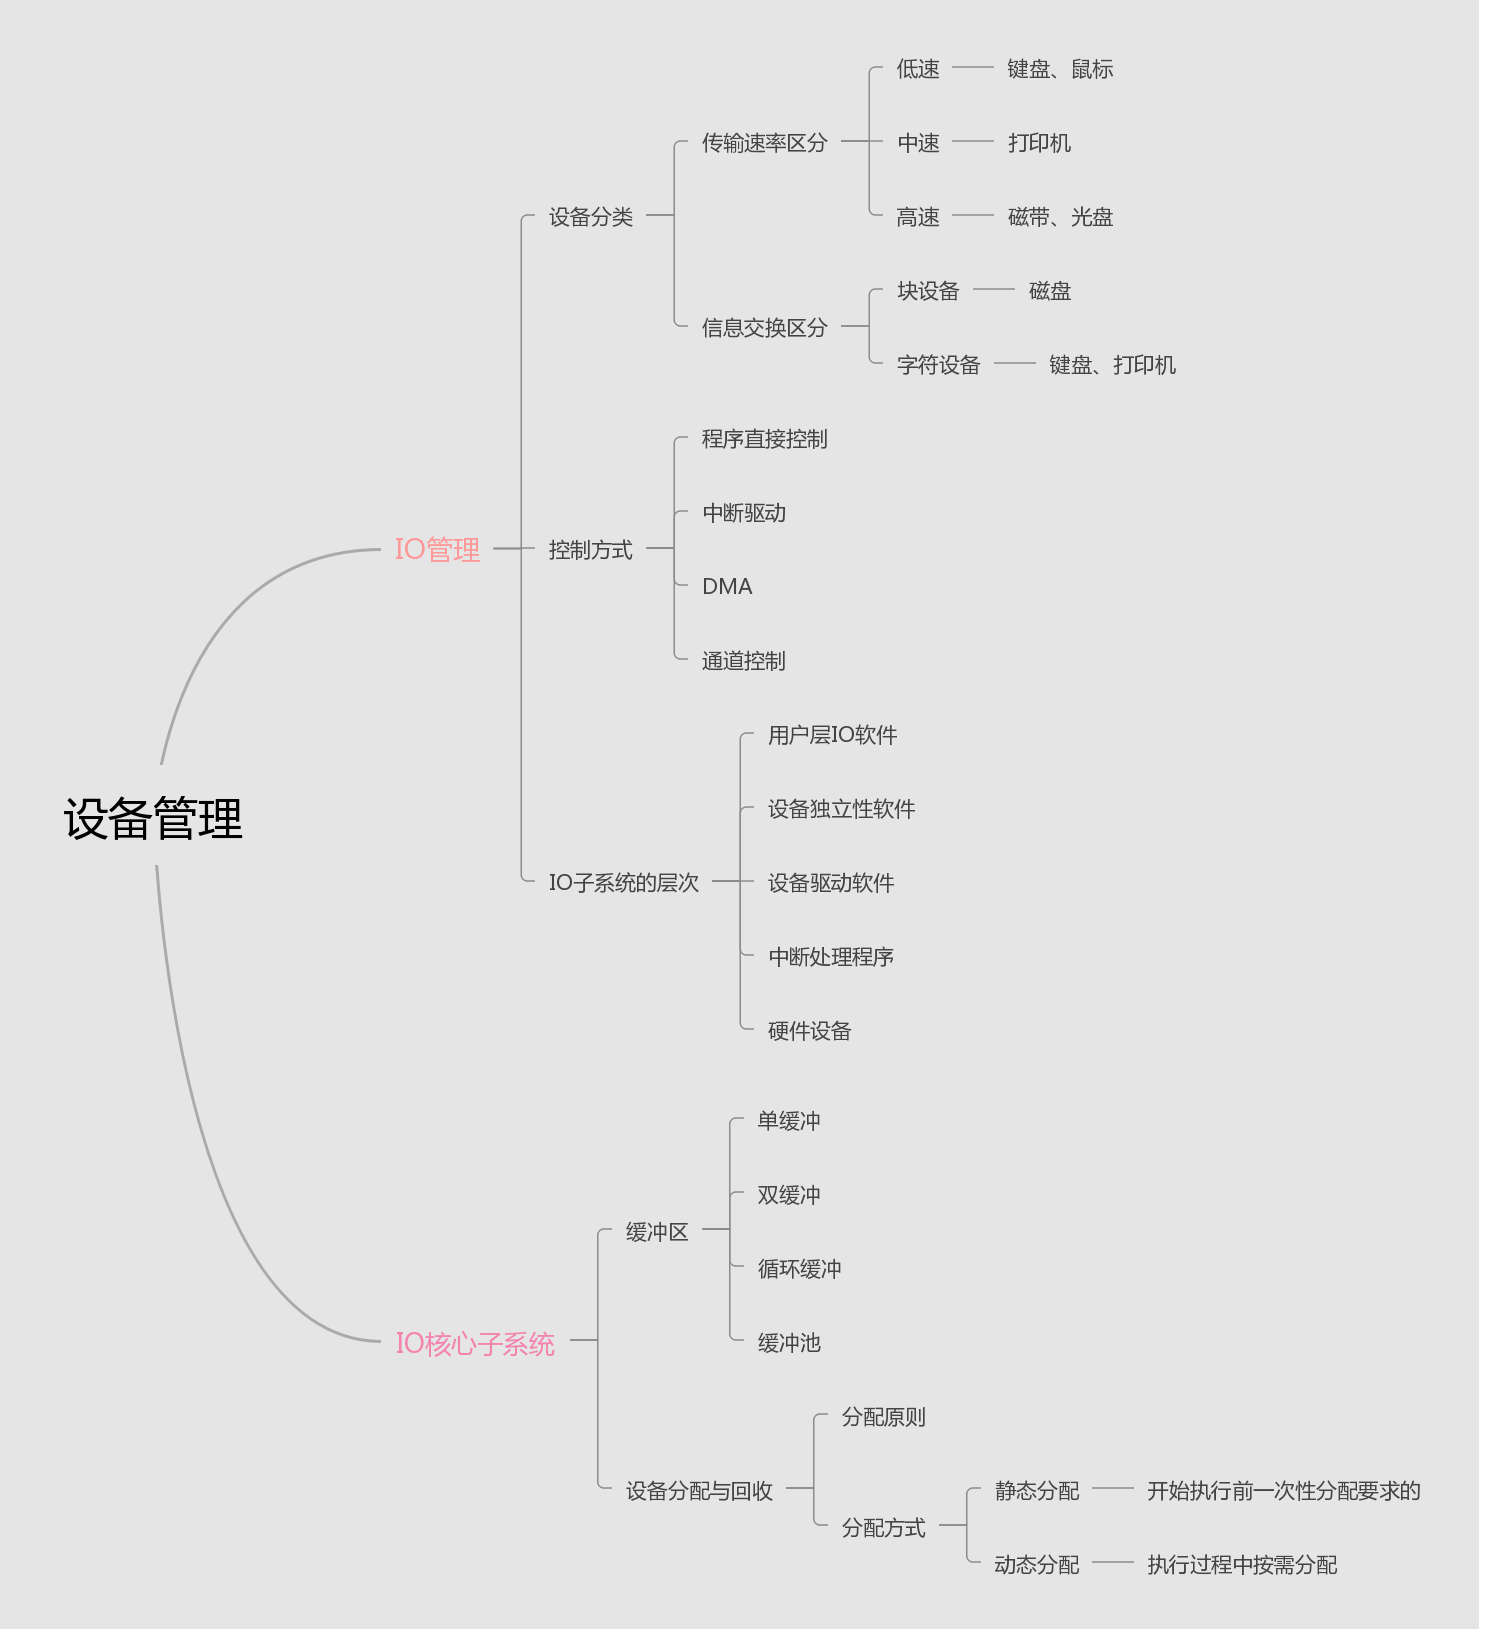 设备管理
IO管理
设备分类
传输速率区分
低速
键盘、鼠标
中速
打印机
高速
磁带、光盘
信息交换区分
块设备
磁盘
字符设备
键盘、打印机
控制方式
程序直接控制
中断驱动
DMA
通道控制
IO子系统的层次
用户层IO软件
设备独立性软件
设备驱动软件
中断处理程序
硬件设备
IO核心子系统
缓冲区
单缓冲
双缓冲
循环缓冲
缓冲池
设备分配与回收
分配原则
分配方式
静态分配
开始执行前一次性分配要求的
动态分配
执行过程中按需分配